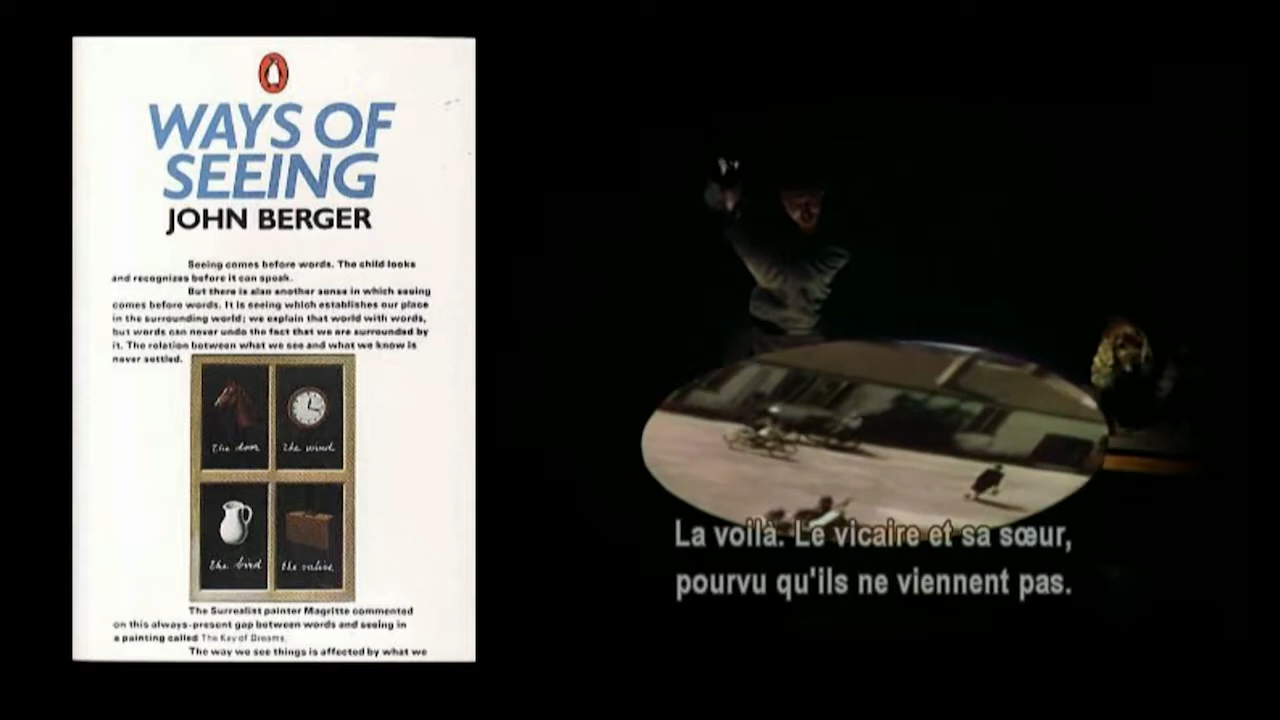 WAYS OF
SEEING
JOHN BERGER
Seeing comes before words. The child looks
and recognizes before it can speak.
But there is also another sense in which seeing
comes before words. It is seeing which establishes our place
in the surrounding world; we explain that world with words,
but words can never undo the fact that we are surrounded by
it. The relation between what we see and what we know is
never settled.
The door
the wind
the bird
the valise
The Surrealist painter Magritte commented
on this always-present gap between words and seeing in
a painting called The Key of Dreams.
The way we see things is affected by what we
La voilà. Le vicaire et sa sœur,
pourvu qu'ils ne viennent pas.